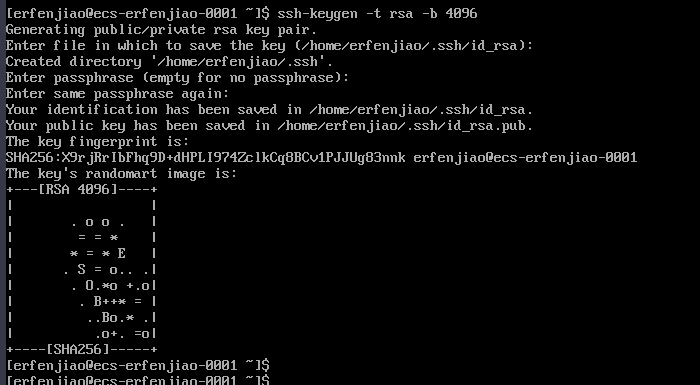 [erfenjiao@ecs-erfenjiao-0001 ~]$ ssh-keygen -t rsa -b 4096
Generating public/private rsa key pair.
Enter file in which to save the key (/home/erfenjiao/.ssh/id_rsa):
Created directory '/home/erfenjiao/.ssh'.
Enter passphrase (empty for no passphrase):
Enter same passphrase again:
Your identification has been saved in /home/erfenjiao/.ssh/id_rsa.
Your public key has been saved in /home/erfenjiao/.ssh/id_rsa.pub.
The key fingerprint is:
SHA256:X9rjRrIbFhq9D+dHPLI974ZclkCq8BCv1PJJUg83nnk erfenjiao@ecs-erfenjiao-0001
The key's randomart image is:
+---[RSA 4096]----+
|                 |
|       . o o .   |
|        = = *    |
|       * = * E   |
|      . S = o.. .|
|       . O.*o +.o|
|        . B++* = |
|         ..Bo.* .|
|          .o+. =o|
+----[SHA256]-----+
[erfenjiao@ecs-erfenjiao-0001 ~]$
[erfenjiao@ecs-erfenjiao-0001 ~]$